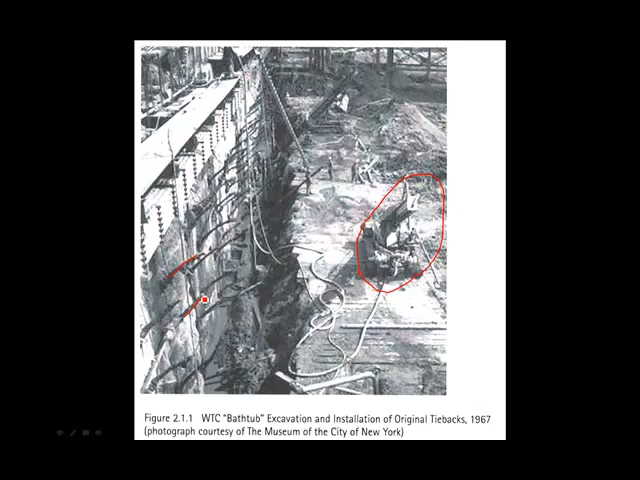 Figure 2.1.1 WTC "Bathtub" Excavation and Installation of Original Tiebacks, 1967
(photograph courtesy of The Museum of the City of New York)